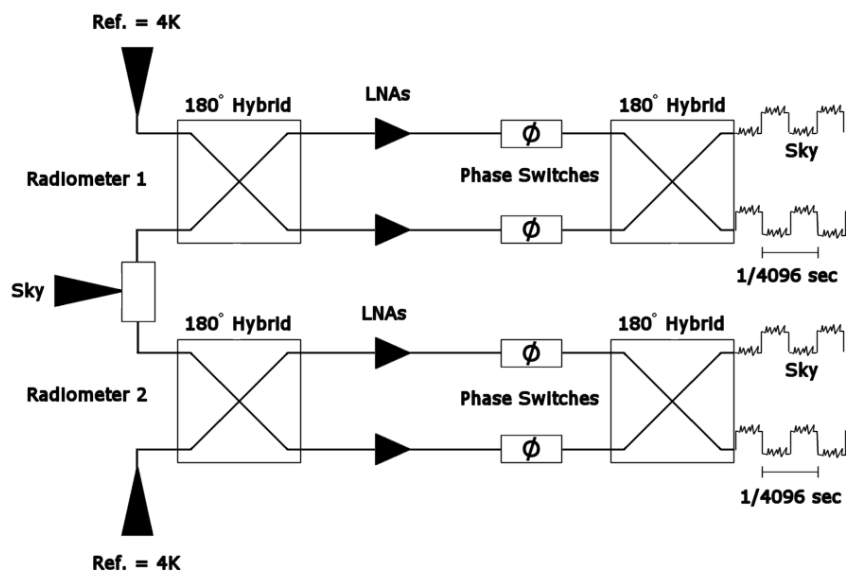 Ref. = 4K
180° Hybrid
LNAs
180° Hybrid
ϕ
Sky
Radiometer 1
Phase Switches
ϕ
1/4096 sec
Sky
180° Hybrid
LNAs
180° Hybrid
ϕ
Sky
Radiometer 2
Phase Switches
ϕ
1/4096 sec
Ref. = 4K